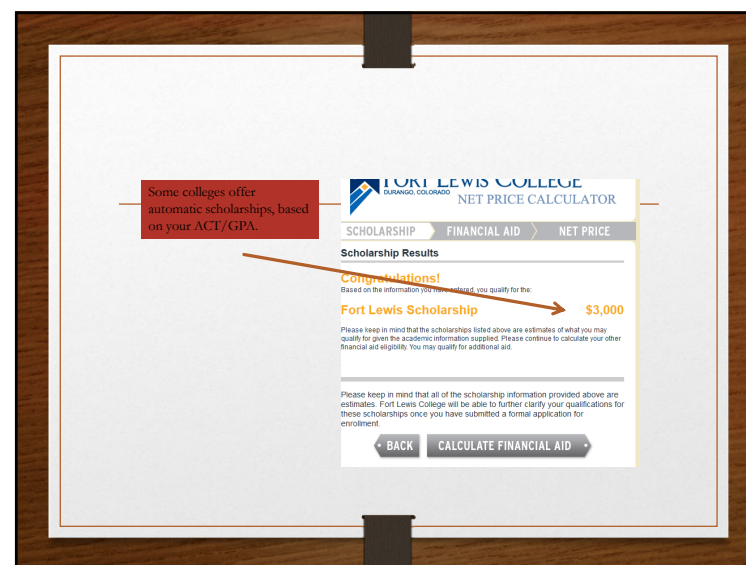 Some colleges offer
automatic scholarships, based
on your ACT/GPA.
FORT LEWIS COLLEGE
DURANGO, COLORADO
NET PRICE CALCULATOR
SCHOLARSHIP
FINANCIAL AID
NET PRICE
Scholarship Results
Congratulations!
Based on the information you have entered, you qualify for the:
Fort Lewis Scholarship $3,000
Please keep in mind that the scholarships listed above are estimates of what you may
qualify for given the academic information supplied. Please continue to calculate your other
financial aid eligibility. You may qualify for additional aid.
Please keep in mind that all of the scholarship information provided above are
estimates. Fort Lewis College will be able to further clarify your qualifications for
these scholarships once you have submitted a formal application for
enrollment.
BACK
CALCULATE FINANCIAL AID